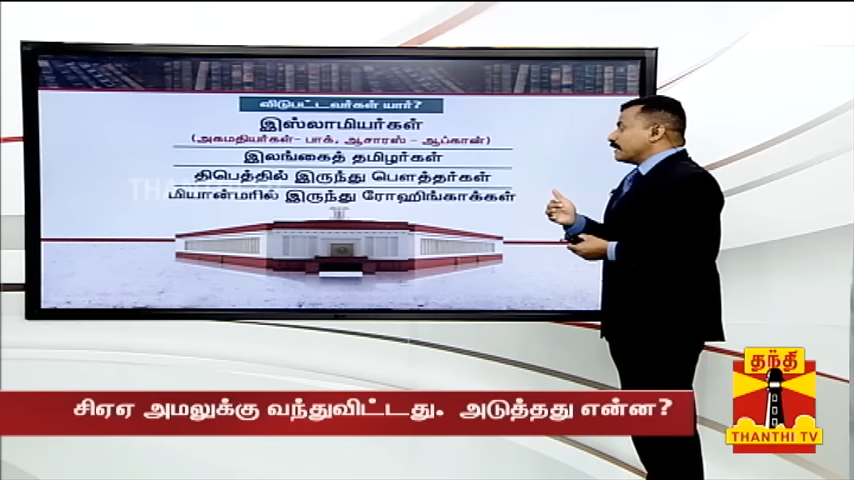 விடுபட்டவர்கள் யார்?
இஸ்லாமியர்கள்
(அகமதியர்கள்- பாக், ஆசாரஸ் - ஆப்கான்)
இலங்கைத் தமிழர்கள்
திபெத்தில் இருந்து பௌத்தர்கள்
மியான்மரில் இருந்து ரோஹிங்காக்கள்
சிஏஏ அமலுக்கு வந்துவிட்டது. அடுத்தது என்ன?
தந்தி
THANTHI TV